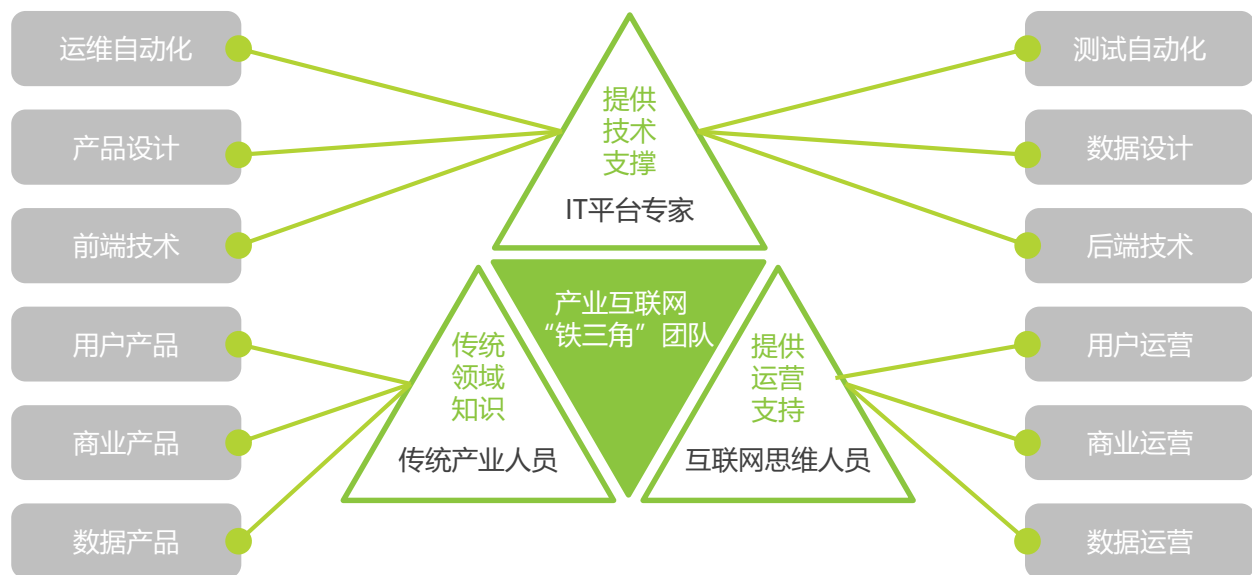 运维自动化
产品设计
前端技术
用户产品
商业产品
数据产品
提供
技术
支撑
IT平台专家
产业互联网
“铁三角”团队
传统
领域
知识
传统产业人员
提供
运营
支持
互联网思维人员
测试自动化
数据设计
后端技术
用户运营
商业运营
数据运营